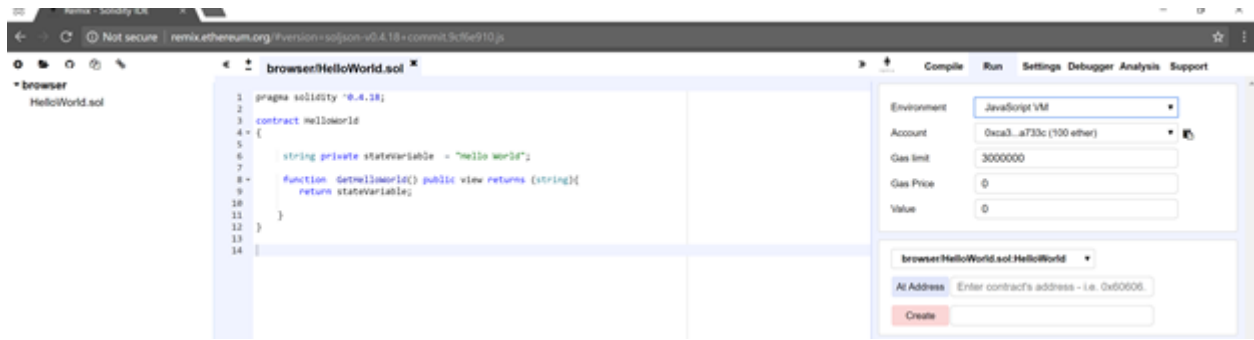 Remix - Solidity IDE
Not secure | remix.ethereum.org/#version=soljson-v0.4.18+commit.9cf6e910.js
browser/HelloWorld.sol
Compile Run Settings Debugger Analysis Support
browser
HelloWorld.sol
1 pragma solidity ^0.4.18;
2
3 contract HelloWorld
4 {
5
6 string private stateVariable = "Hello World";
7
8 function GetHelloWorld() public view returns (string){
9 return stateVariable;
10
11 }
12 }
13
14
Environment JavaScript VM
Account 0xca3...a733c (100 ether)
Gas limit 3000000
Gas Price 0
Value 0
browser/HelloWorld.sol:HelloWorld
At Address Enter contract's address - i.e. 0x60606.
Create